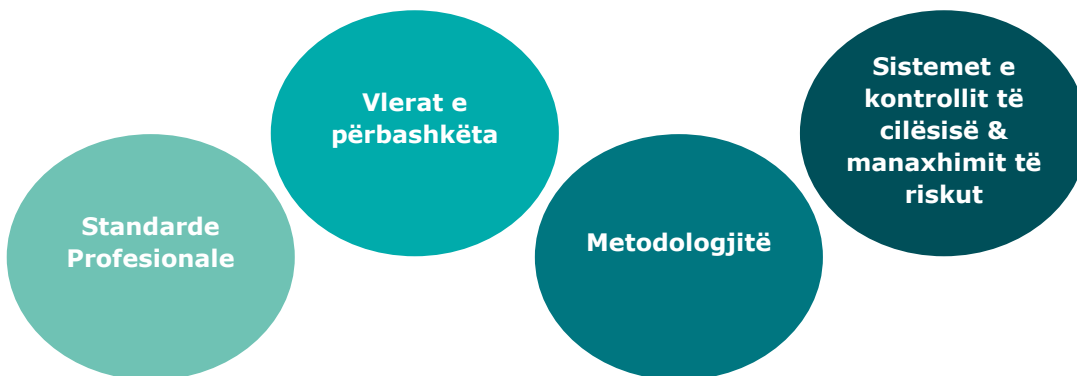 Standarde
Profesionale
Vlerat e
përbashkëta
Metodologjitë
Sistemet e
kontrollit të
cilësisë &
manaxhimit të
riskut